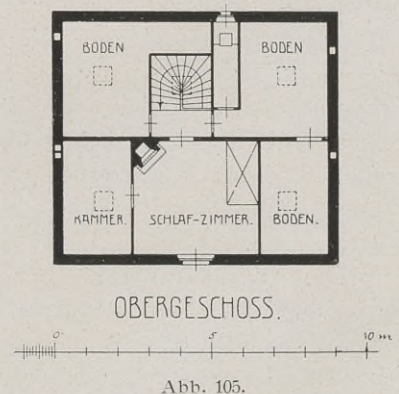 BODEN BODEN
KAMMER. SCHLAF-ZIMMER. BODEN.
OBERGESCHOSS.
0 5 10 m
Abb. 105.